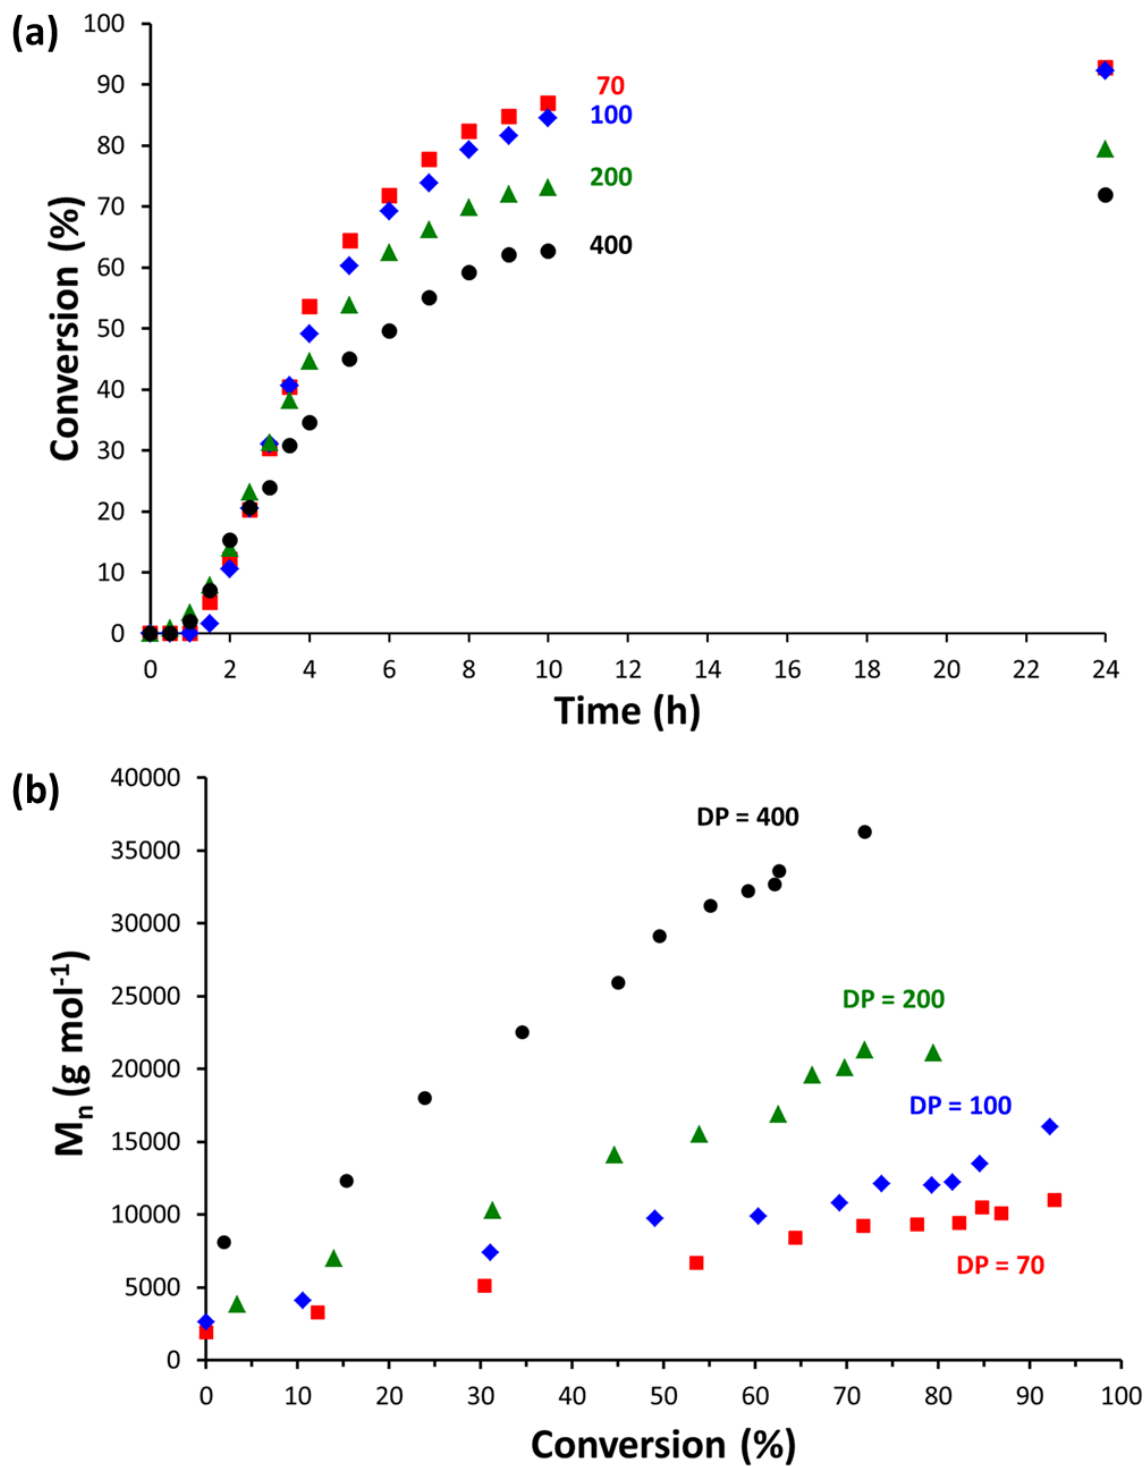 (a)
100
90
80
70
60
50
40
30
20
10
0
Conversion (%)
70
100
200
400
0 2 4 6 8 10 12 14 16 18 20 22 24
Time (h)
(b)
40000
35000
30000
25000
20000
15000
10000
5000
0
Mn (g mol-1)
DP = 400
DP = 200
DP = 100
DP = 70
0 10 20 30 40 50 60 70 80 90 100
Conversion (%)